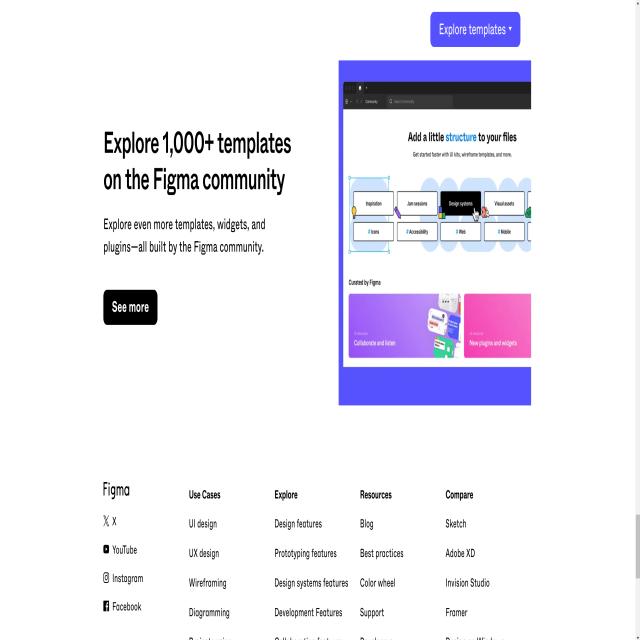 Explore templates
Community
Search Community
Add a little structure to your files
Get started faster with UI kits, wireframe templates, and more.
Explore 1,000+ templates
on the Figma community
Explore even more templates, widgets, and
plugins—all built by the Figma community.
See more
Inspiration
Jam sessions
Design systems
Visual assets
# Icons
# Accessibility
# Web
# Mobile
Curated by Figma
Collaborate and listen
New plugins and widgets
Figma
X
YouTube
Instagram
Facebook
Use Cases
UI design
UX design
Wireframing
Diagramming
Explore
Design features
Prototyping features
Design systems features
Development Features
Resources
Blog
Best practices
Color wheel
Support
Compare
Sketch
Adobe XD
Invision Studio
Framer